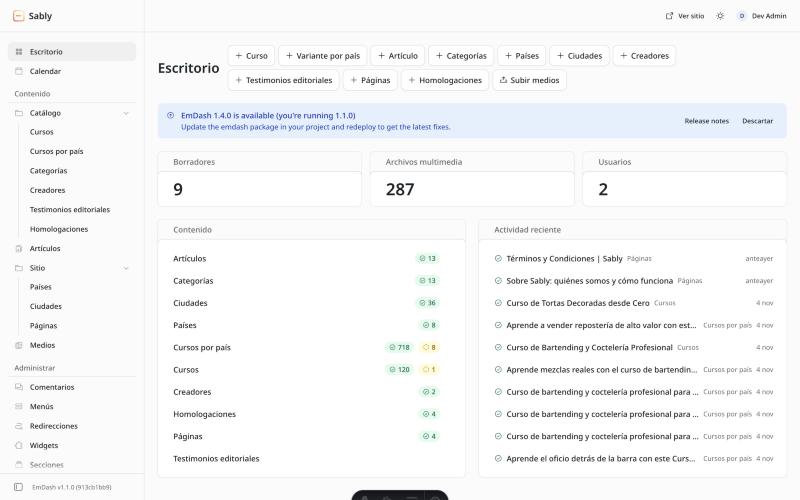 Sably
Ver sitio
D
Dev Admin
Escritorio
Calendar
Contenido
Catálogo
Cursos
Cursos por país
Categorías
Creadores
Testimonios editoriales
Homologaciones
Artículos
Sitio
Países
Ciudades
Páginas
Medios
Administrar
Comentarios
Menús
Redirecciones
Widgets
Secciones
EmDash v1.1.0 (913cb1bb9)
Escritorio
+ Curso
+ Variante por país
+ Artículo
+ Categorías
+ Países
+ Ciudades
+ Creadores
+ Testimonios editoriales
+ Páginas
+ Homologaciones
Subir medios
EmDash 1.4.0 is available (you're running 1.1.0)
Update the emdash package in your project and redeploy to get the latest fixes.
Release notes
Descartar
Borradores
9
Archivos multimedia
287
Usuarios
2
Contenido
Artículos 13
Categorías 13
Ciudades 36
Países 8
Cursos por país 718 8
Cursos 120 1
Creadores 2
Homologaciones 4
Páginas 4
Testimonios editoriales
Actividad reciente
Términos y Condiciones | Sably Páginas anteayer
Sobre Sably: quiénes somos y cómo funciona Páginas anteayer
Curso de Tortas Decoradas desde Cero Cursos 4 nov
Aprende a vender repostería de alto valor con est... Cursos por país 4 nov
Curso de Bartending y Coctelería Profesional Cursos 4 nov
Aprende mezclas reales con el curso de bartendin... Cursos por país 4 nov
Curso de bartending y coctelería profesional para ... Cursos por país 4 nov
Curso de bartending y coctelería profesional para ... Cursos por país 4 nov
Curso de bartending y coctelería profesional para ... Cursos por país 4 nov
Aprende el oficio detrás de la barra con este Curs... Cursos por país 4 nov